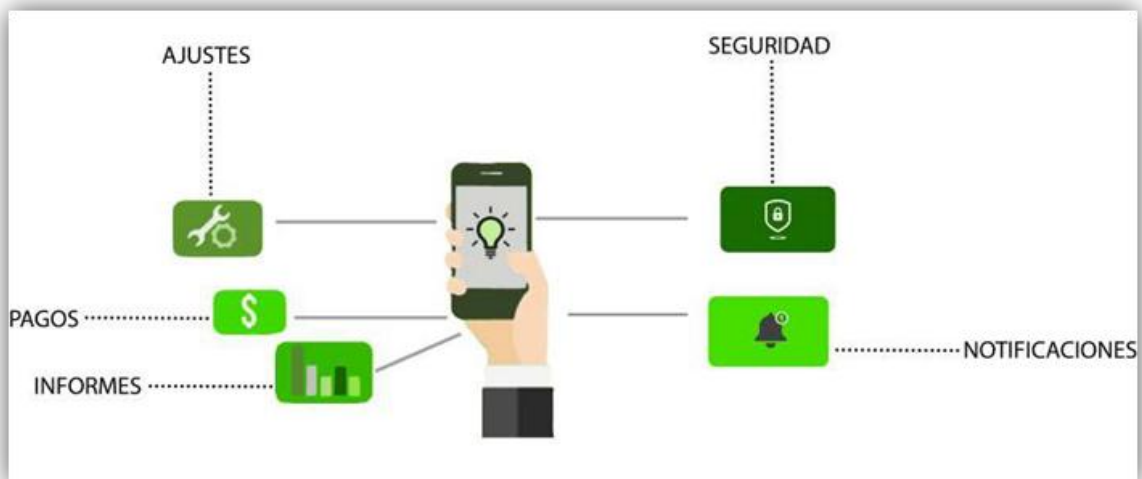 AJUSTES
SEGURIDAD
$
PAGOS
INFORMES
NOTIFICACIONES